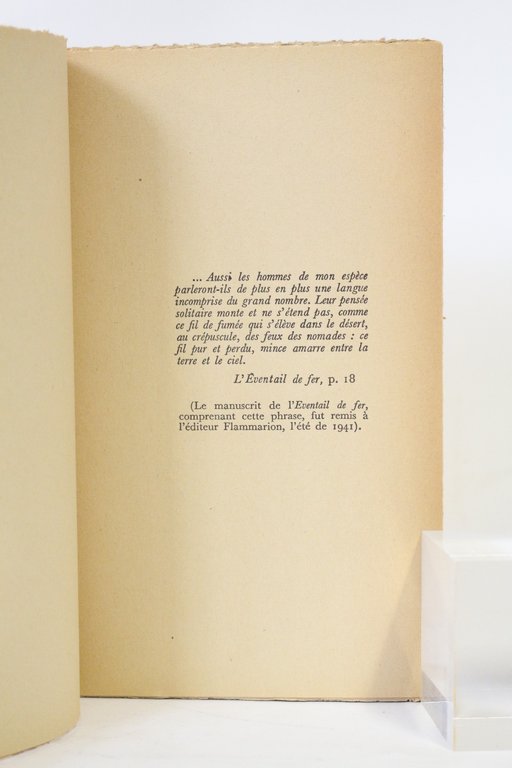 ... Aussi les hommes de mon espèce
parleront-ils de plus en plus une langue
incomprise du grand nombre. Leur pensée
solitaire monte et ne s'étend pas, comme
ce fil de fumée qui s'élève dans le désert,
au crépuscule, des feux des nomades : ce
fil pur et perdu, mince amarre entre la
terre et le ciel.
L'Éventail de fer, p. 18
(Le manuscrit de l'Eventail de fer,
comprenant cette phrase, fut remis à
l'éditeur Flammarion, l'été de 1941).